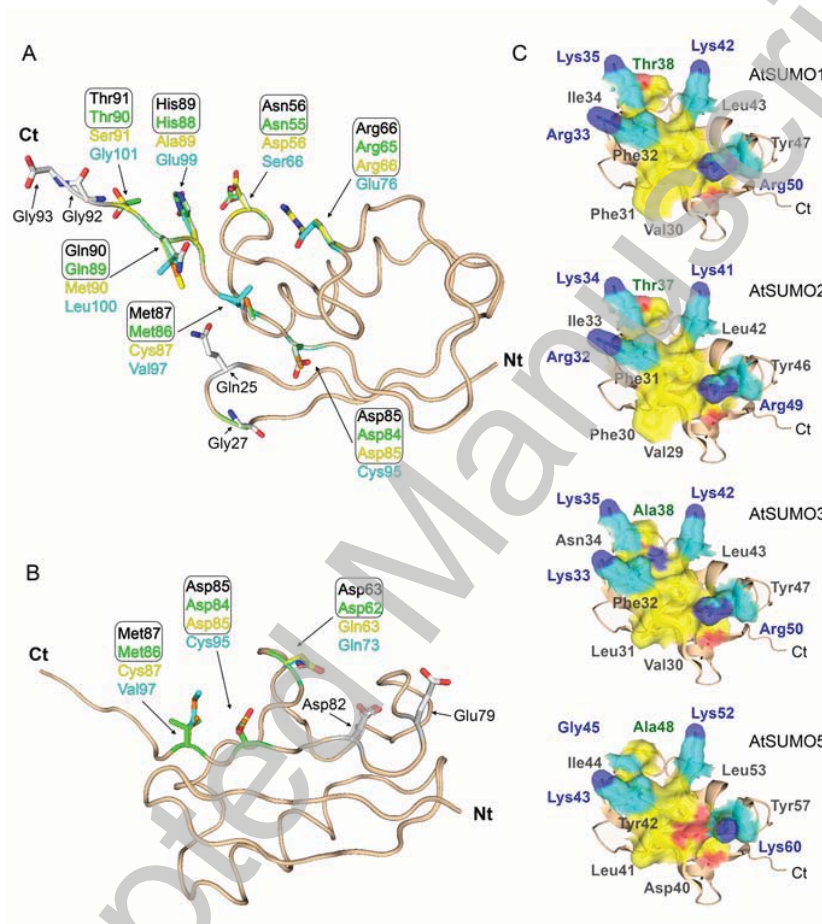 A
Thr91
Thr90
Ser91
Gly101
His89
His88
Ala89
Glu99
Asn56
Asn55
Asp56
Ser66
Arg66
Arg65
Arg66
Glu76
Ct
Gly93
Gly92
Gln90
Gln89
Met90
Leu100
Met87
Met86
Cys87
Val97
Gln25
Gly27
Nt
Asp85
Asp84
Asp85
Cys95
B
Met87
Met86
Cys87
Val97
Asp85
Asp84
Asp85
Cys95
Asp63
Asp62
Gln63
Gln73
Ct
Asp82
Glu79
Nt
C
Lys35
Thr38
Lys42
AtSUMO1
Ile34
Leu43
Arg33
Phe32
Tyr47
Arg50
Phe31
Val30
Ct
Lys34
Thr37
Lys41
AtSUMO2
Ile33
Leu42
Arg32
Phe31
Tyr46
Arg49
Phe30
Val29
Ct
Lys35
Ala38
Lys42
AtSUMO3
Asn34
Leu43
Lys33
Phe32
Tyr47
Arg50
Leu31
Val30
Ct
Gly45
Ala48
Lys52
AtSUMO5
Ile44
Leu53
Lys43
Tyr42
Tyr57
Lys60
Leu41
Asp40
Ct
pted Manuscrip